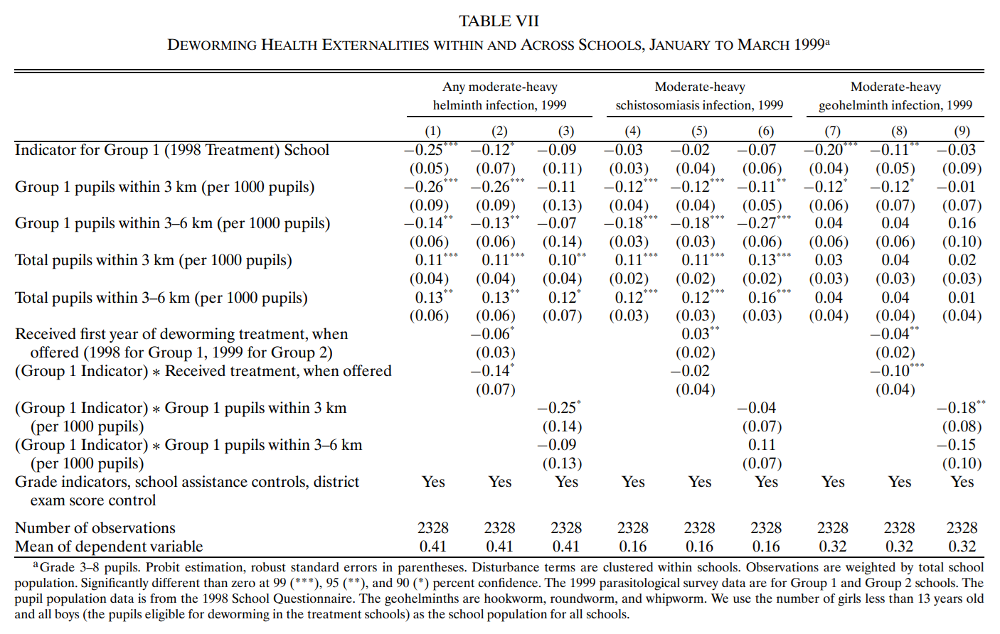 TABLE VII
DEWORMING HEALTH EXTERNALITIES WITHIN AND ACROSS SCHOOLS, JANUARY TO MARCH 1999ᵃ
Any moderate-heavy helminth infection, 1999 Moderate-heavy schistosomiasis infection, 1999 Moderate-heavy geohelminth infection, 1999
(1) (2) (3) (4) (5) (6) (7) (8) (9)
Indicator for Group 1 (1998 Treatment) School −0.25*** −0.12* −0.09 −0.03 −0.02 −0.07 −0.20*** −0.11** −0.03
(0.05) (0.07) (0.11) (0.03) (0.04) (0.06) (0.04) (0.05) (0.09)
Group 1 pupils within 3 km (per 1000 pupils) −0.26*** −0.26*** −0.11 −0.12*** −0.12*** −0.11** −0.12* −0.12* −0.01
(0.09) (0.09) (0.13) (0.04) (0.04) (0.05) (0.06) (0.07) (0.07)
Group 1 pupils within 3–6 km (per 1000 pupils) −0.14** −0.13** −0.07 −0.18*** −0.18*** −0.27*** 0.04 0.04 0.16
(0.06) (0.06) (0.14) (0.03) (0.03) (0.06) (0.06) (0.06) (0.10)
Total pupils within 3 km (per 1000 pupils) 0.11*** 0.11*** 0.10** 0.11*** 0.11*** 0.13*** 0.03 0.04 0.02
(0.04) (0.04) (0.04) (0.02) (0.02) (0.02) (0.03) (0.03) (0.03)
Total pupils within 3–6 km (per 1000 pupils) 0.13** 0.13** 0.12* 0.12*** 0.12*** 0.16*** 0.04 0.04 0.01
(0.06) (0.06) (0.07) (0.03) (0.03) (0.03) (0.04) (0.04) (0.04)
Received first year of deworming treatment, when −0.06* 0.03** −0.04**
offered (1998 for Group 1, 1999 for Group 2) (0.03) (0.02) (0.02)
(Group 1 Indicator) ∗ Received treatment, when offered −0.14* −0.02 −0.10***
(0.07) (0.04) (0.04)
(Group 1 Indicator) ∗ Group 1 pupils within 3 km −0.25* −0.04 −0.18**
(per 1000 pupils) (0.14) (0.07) (0.08)
(Group 1 Indicator) ∗ Group 1 pupils within 3–6 km −0.09 0.11 −0.15
(per 1000 pupils) (0.13) (0.07) (0.10)
Grade indicators, school assistance controls, district Yes Yes Yes Yes Yes Yes Yes Yes Yes
exam score control
Number of observations 2328 2328 2328 2328 2328 2328 2328 2328 2328
Mean of dependent variable 0.41 0.41 0.41 0.16 0.16 0.16 0.32 0.32 0.32
ᵃ Grade 3–8 pupils. Probit estimation, robust standard errors in parentheses. Disturbance terms are clustered within schools. Observations are weighted by total school
population. Significantly different than zero at 99 (***), 95 (**), and 90 (*) percent confidence. The 1999 parasitological survey data are for Group 1 and Group 2 schools. The
pupil population data is from the 1998 School Questionnaire. The geohelminths are hookworm, roundworm, and whipworm. We use the number of girls less than 13 years old
and all boys (the pupils eligible for deworming in the treatment schools) as the school population for all schools.